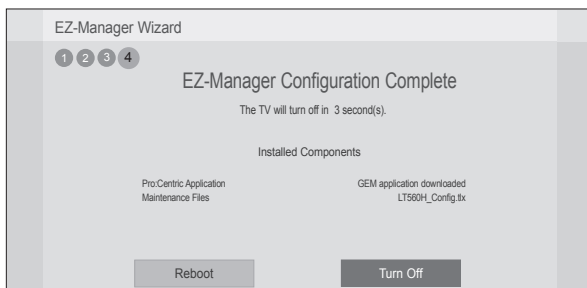 EZ-Manager Wizard
1 2 3 4
EZ-Manager Configuration Complete
The TV will turn off in 3 second(s).
Installed Components
Pro:Centric Application GEM application downloaded
Maintenance Files LT560H_Config.tlx
Reboot Turn Off